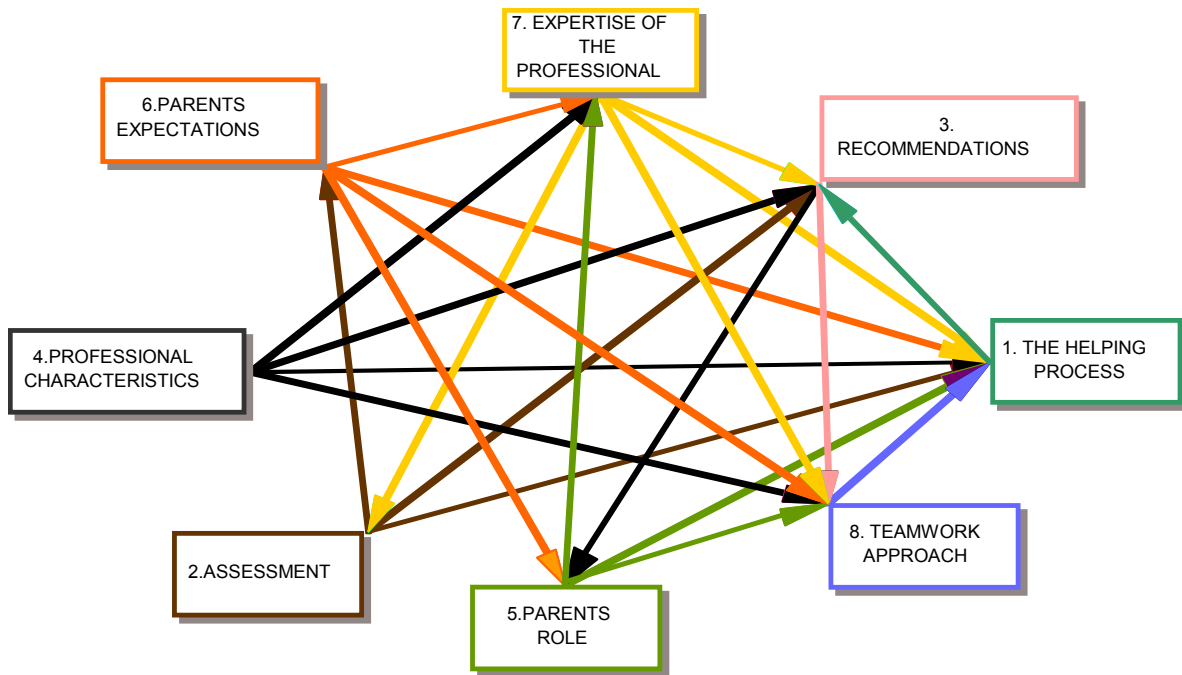 7. EXPERTISE OF
THE
PROFESSIONAL
6.PARENTS
EXPECTATIONS
3.
RECOMMENDATIONS
4.PROFESSIONAL
CHARACTERISTICS
1. THE HELPING
PROCESS
2.ASSESSMENT
8. TEAMWORK
APPROACH
5.PARENTS
ROLE